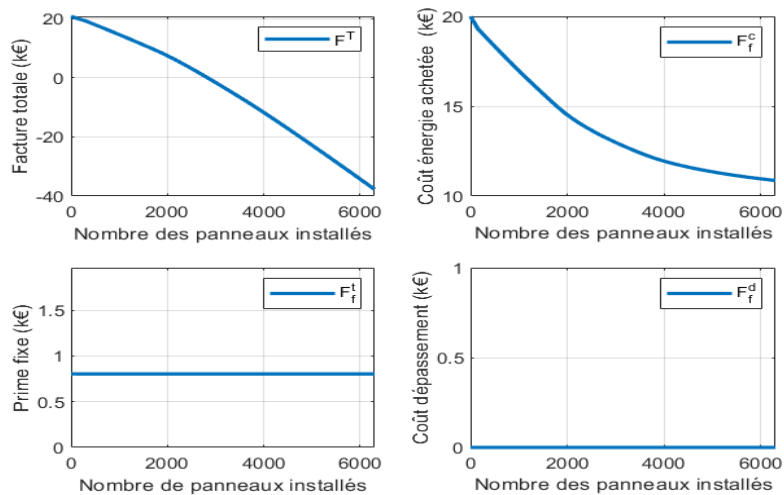 20
0
-20
-40
Facture totale (k€)
F^T
0 2000 4000 6000
Nombre des panneaux installés
20
15
10
Coût énergie achetée (k€)
F_f^c
0 2000 4000 6000
Nombre des panneaux installés
1.5
1
0.5
0
Prime fixe (k€)
F_f^t
0 2000 4000 6000
Nombre de panneaux installés
1
0.5
0
Coût dépassement (k€)
F_f^d
0 2000 4000 6000
Nombre des panneaux installés